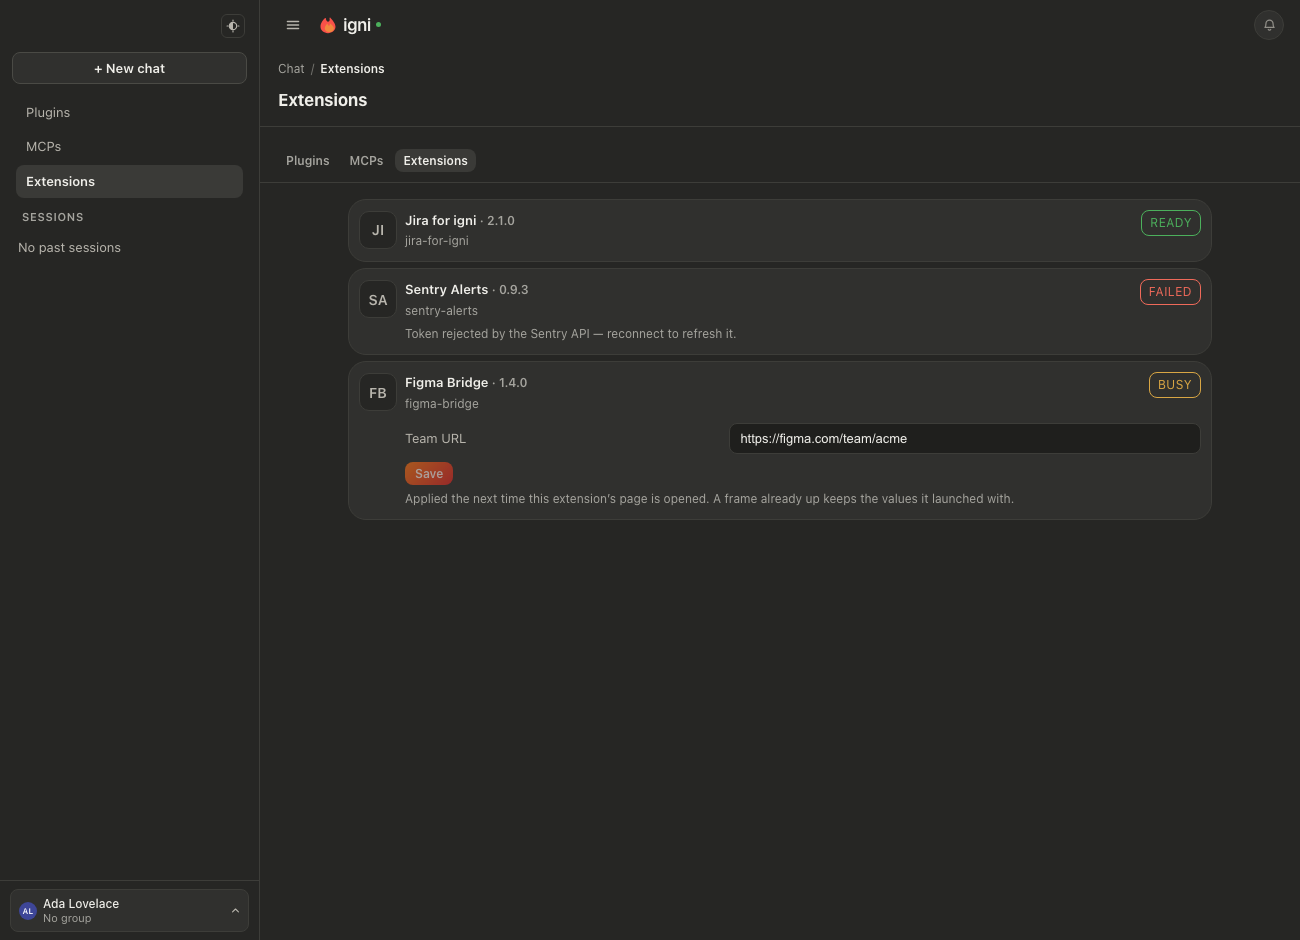 + New chat
Plugins
MCPs
Extensions
SESSIONS
No past sessions
AL
Ada Lovelace
No group
igni
Chat / Extensions
Extensions
Plugins MCPs Extensions
JI
Jira for igni · 2.1.0
jira-for-igni
READY
SA
Sentry Alerts · 0.9.3
sentry-alerts
Token rejected by the Sentry API — reconnect to refresh it.
FAILED
FB
Figma Bridge · 1.4.0
figma-bridge
BUSY
Team URL
https://figma.com/team/acme
Save
Applied the next time this extension's page is opened. A frame already up keeps the values it launched with.